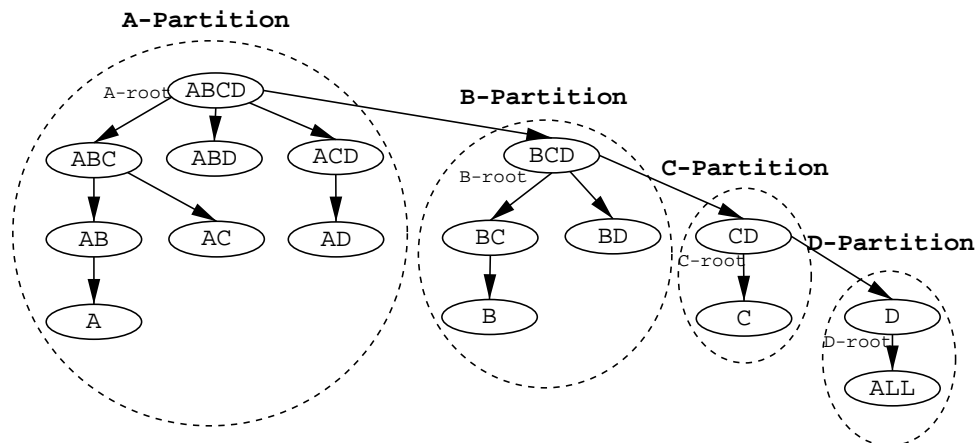 A-Partition
A-root
ABCD
B-Partition
ABC
ABD
ACD
BCD
B-root
C-Partition
AB
AC
AD
BC
BD
CD
C-root
D-Partition
A
B
C
D
D-root
ALL